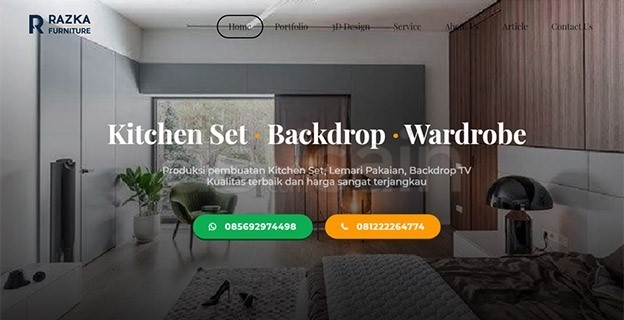 RAZKA
FURNITURE
Home Portfolio 3D Design Service About Us Article Contact Us
Kitchen Set · Backdrop · Wardrobe
Produksi pembuatan Kitchen Set, Lemari Pakaian, Backdrop TV
Kualitas terbaik dan harga sangat terjangkau
085692974498 081222264774